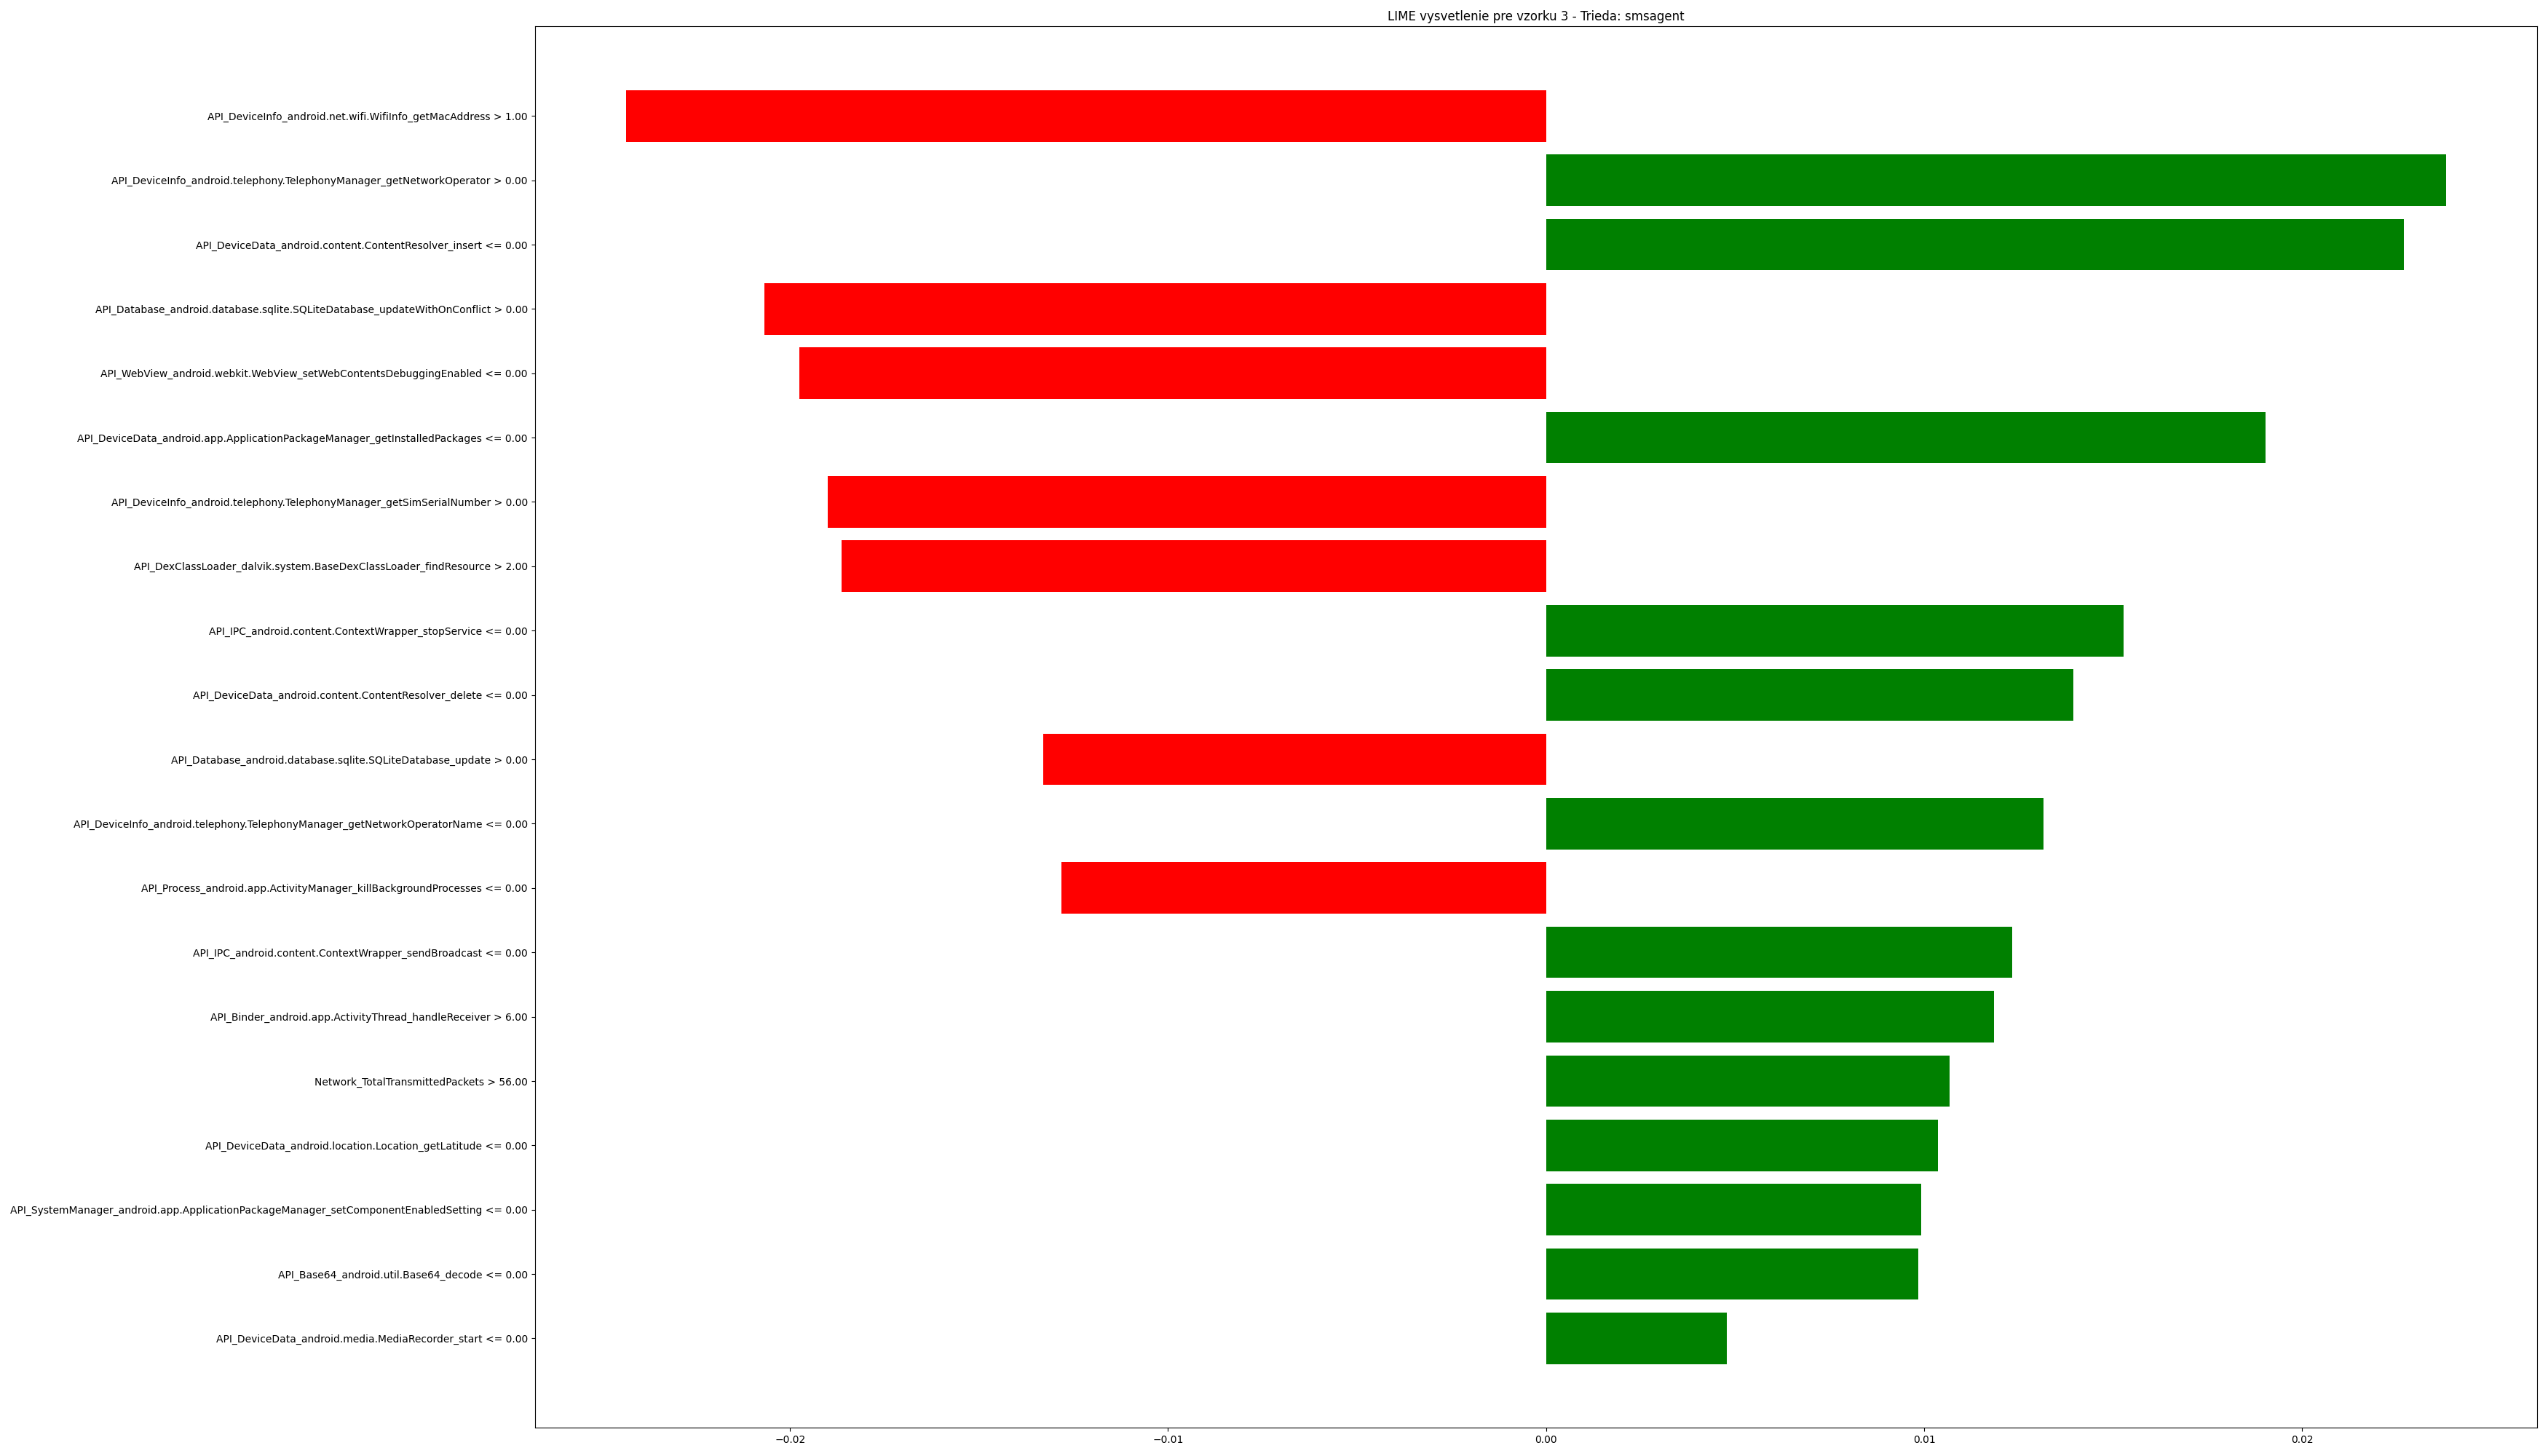 LIME vysvetlenie pre vzorku 3 - Trieda: smsagent
API_DeviceInfo_android.net.wifi.WifiInfo_getMacAddress > 1.00
API_DeviceInfo_android.telephony.TelephonyManager_getNetworkOperator > 0.00
API_DeviceData_android.content.ContentResolver_insert <= 0.00
API_Database_android.database.sqlite.SQLiteDatabase_updateWithOnConflict > 0.00
API_WebView_android.webkit.WebView_setWebContentsDebuggingEnabled <= 0.00
API_DeviceData_android.app.ApplicationPackageManager_getInstalledPackages <= 0.00
API_DeviceInfo_android.telephony.TelephonyManager_getSimSerialNumber > 0.00
API_DexClassLoader_dalvik.system.BaseDexClassLoader_findResource > 2.00
API_IPC_android.content.ContextWrapper_stopService <= 0.00
API_DeviceData_android.content.ContentResolver_delete <= 0.00
API_Database_android.database.sqlite.SQLiteDatabase_update > 0.00
API_DeviceInfo_android.telephony.TelephonyManager_getNetworkOperatorName <= 0.00
API_Process_android.app.ActivityManager_killBackgroundProcesses <= 0.00
API_IPC_android.content.ContextWrapper_sendBroadcast <= 0.00
API_Binder_android.app.ActivityThread_handleReceiver > 6.00
Network_TotalTransmittedPackets > 56.00
API_DeviceData_android.location.Location_getLatitude <= 0.00
API_SystemManager_android.app.ApplicationPackageManager_setComponentEnabledSetting <= 0.00
API_Base64_android.util.Base64_decode <= 0.00
API_DeviceData_android.media.MediaRecorder_start <= 0.00
−0.02 −0.01 0.00 0.01 0.02